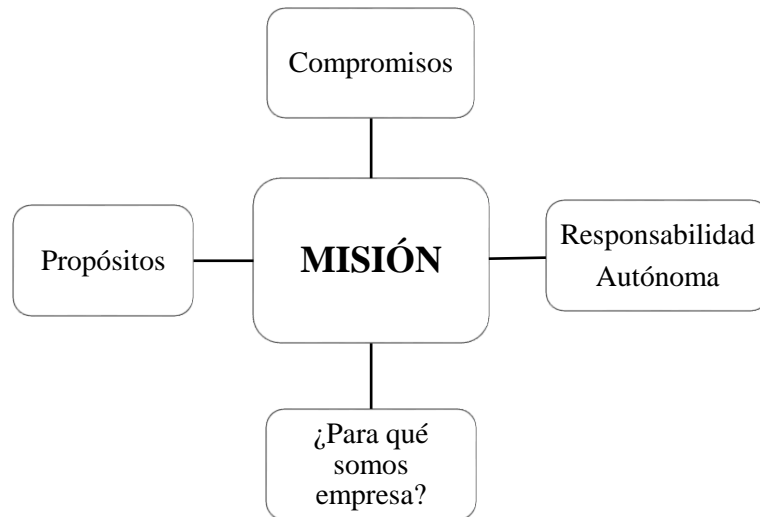 Compromisos
Propósitos
MISIÓN
Responsabilidad
Autónoma
¿Para qué
somos
empresa?